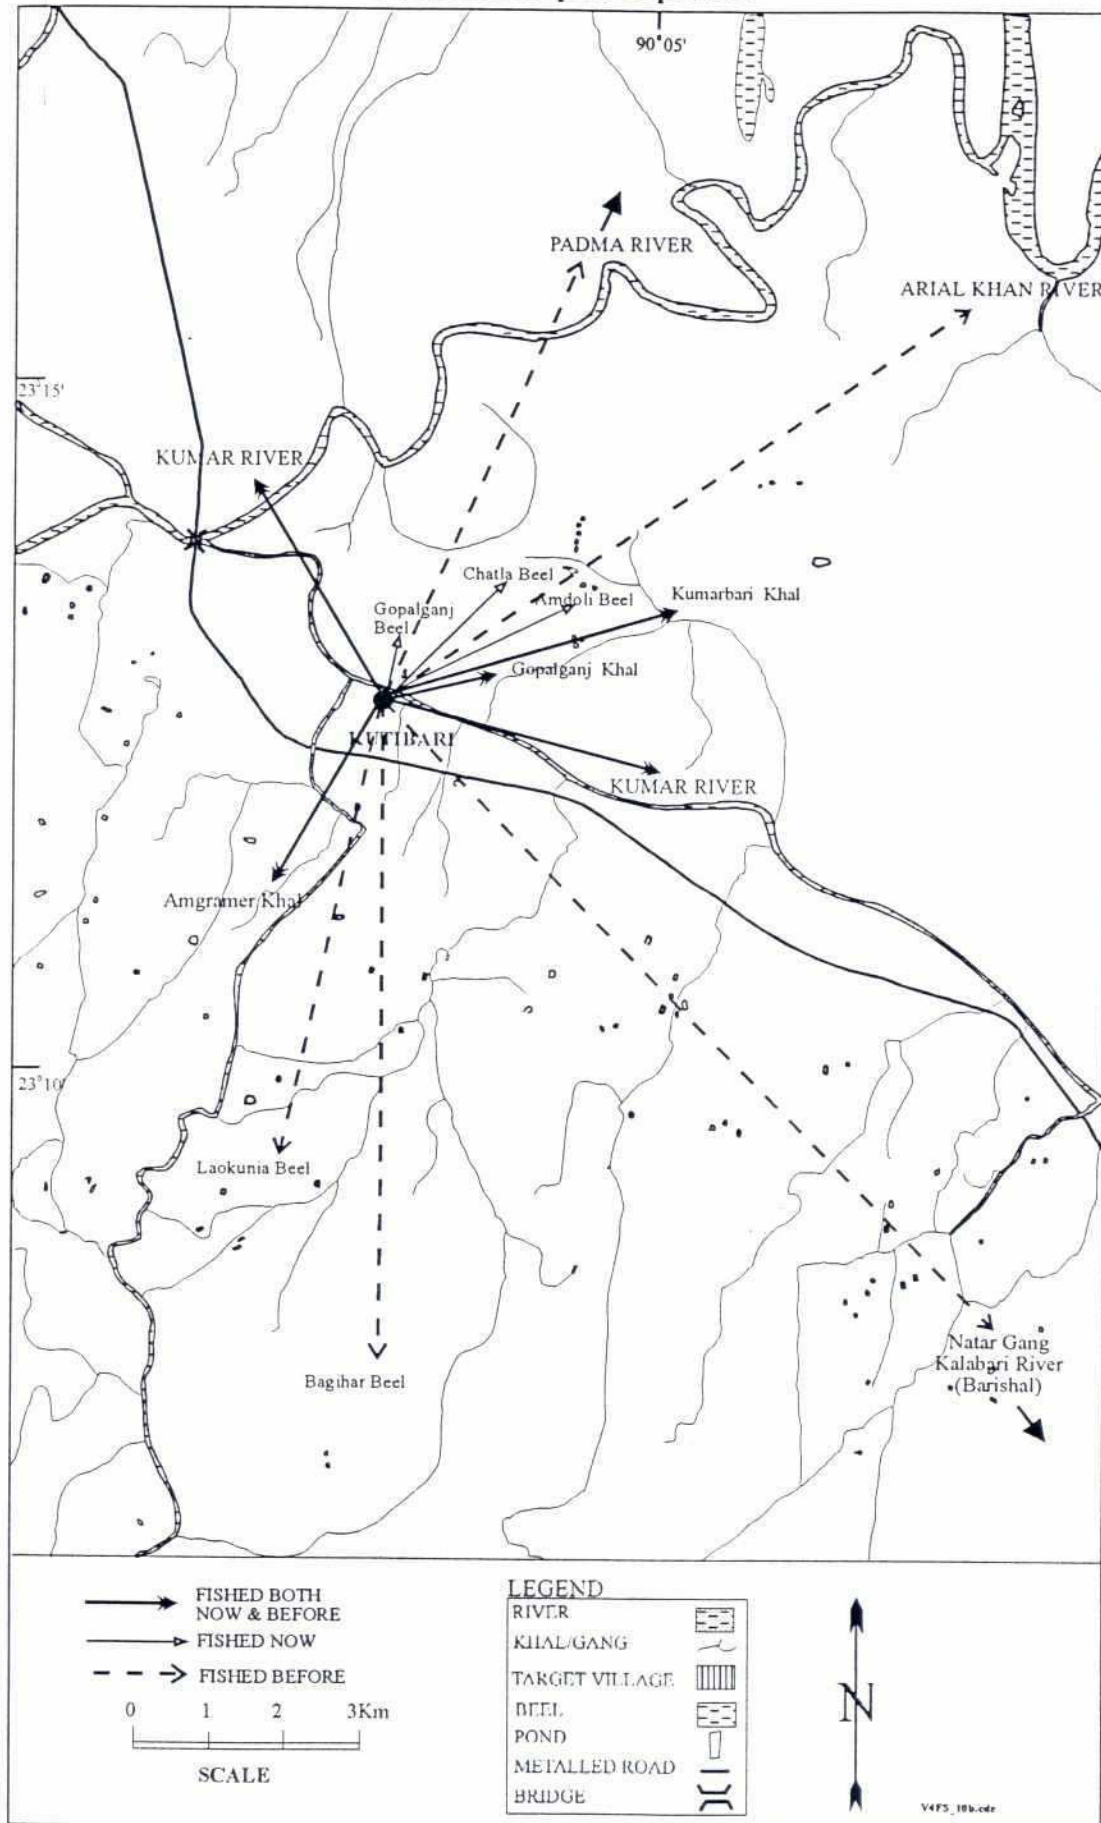 90°05'
PADMA RIVER
ARIAL KHAN RIVER
23°15'
KUMAR RIVER
Chatla Beel
Amdoli Beel
Kumarbari Khal
Gopalganj
Beel
Gopalganj Khal
KUTIBARI
KUMAR RIVER
Amgramer Khal
23°10'
Laokunia Beel
Natar Gang
Kalabari River
(Barishal)
Bagihar Beel
FISHED BOTH
NOW & BEFORE
FISHED NOW
FISHED BEFORE
0 1 2 3Km
SCALE
LEGEND
RIVER
KHAL/GANG
TARGET VILLAGE
BEEL
POND
METALLED ROAD
BRIDGE
N
V4FS_10b.cdr